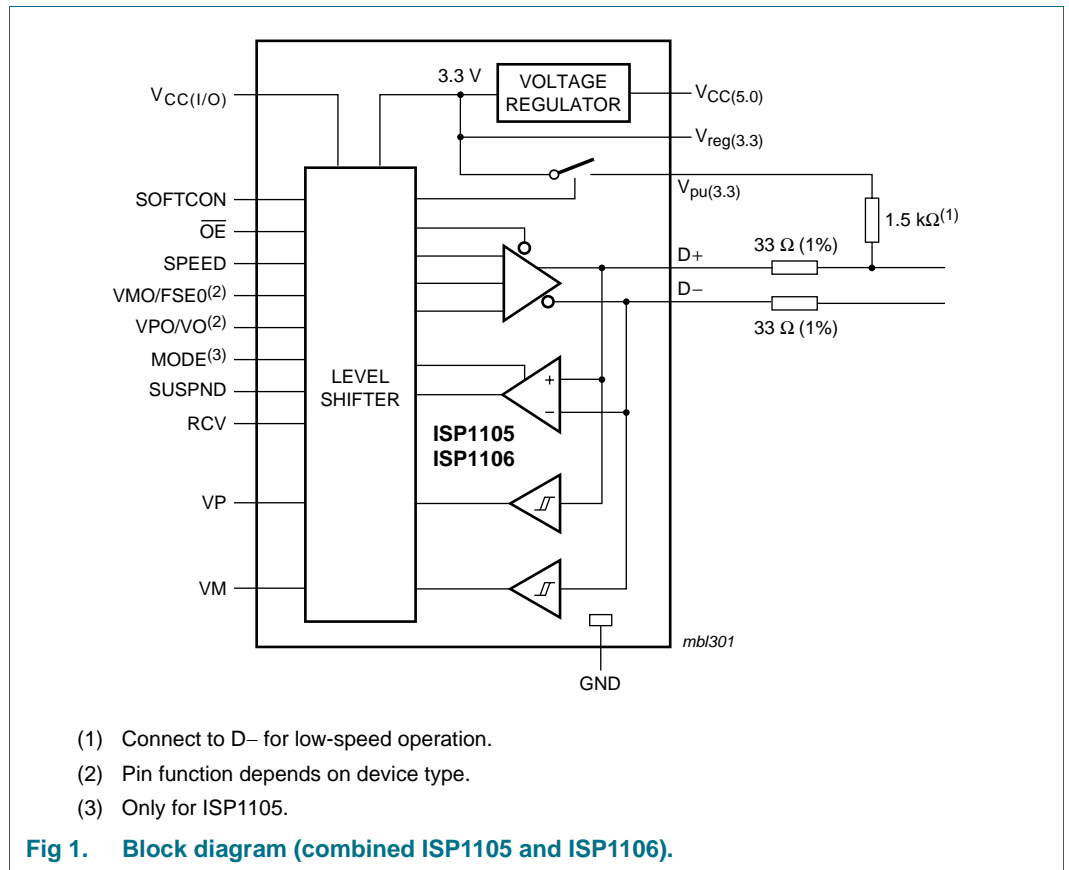 3.3 V
VOLTAGE
REGULATOR
VCC(I/O)
VCC(5.0)
Vreg(3.3)
Vpu(3.3)
SOFTCON
1.5 kΩ(1)
OE
SPEED
D+
33 Ω (1%)
VMO/FSE0(2)
D−
33 Ω (1%)
VPO/VO(2)
MODE(3)
SUSPND
RCV
LEVEL
SHIFTER
+
−
ISP1105
ISP1106
VP
VM
mbl301
GND
(1) Connect to D− for low-speed operation.
(2) Pin function depends on device type.
(3) Only for ISP1105.
Fig 1. Block diagram (combined ISP1105 and ISP1106).